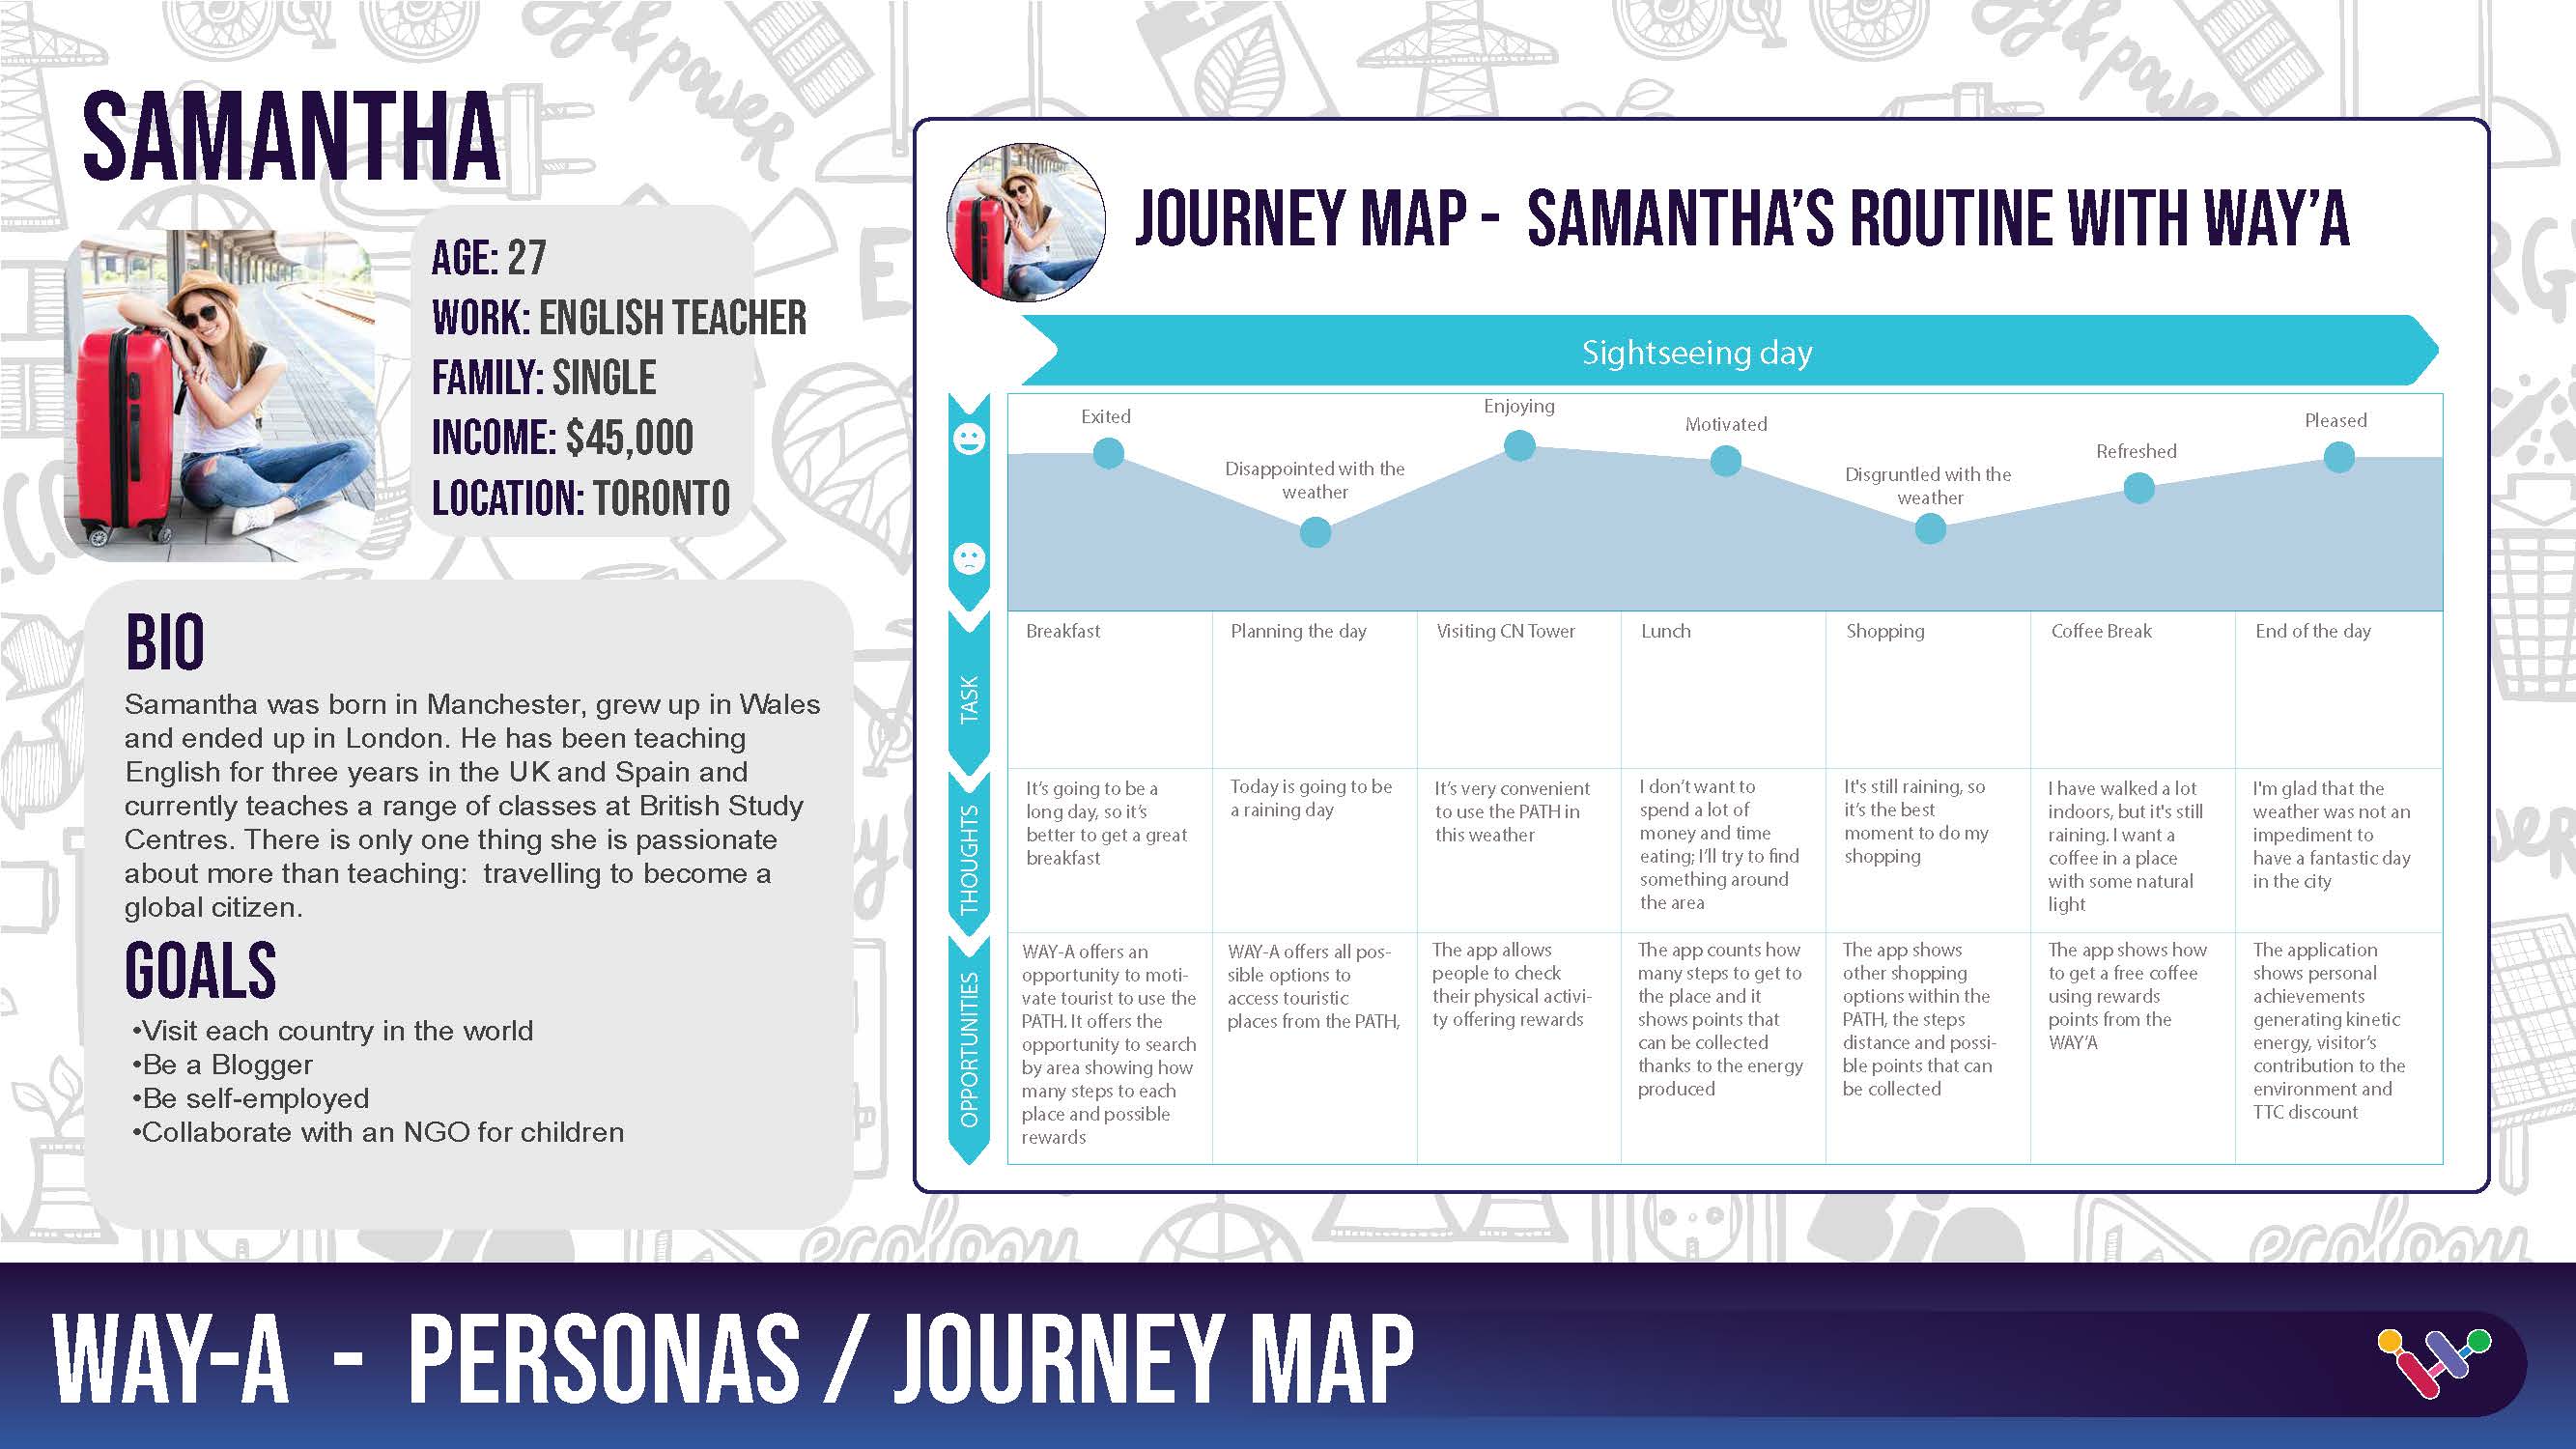 SAMANTHA
AGE: 27
WORK: ENGLISH TEACHER
FAMILY: SINGLE
INCOME: $45,000
LOCATION: TORONTO
BIO
Samantha was born in Manchester, grew up in Wales
and ended up in London. He has been teaching
English for three years in the UK and Spain and
currently teaches a range of classes at British Study
Centres. There is only one thing she is passionate
about more than teaching:  travelling to become a
global citizen.
GOALS
•Visit each country in the world
•Be a Blogger
•Be self-employed
•Collaborate with an NGO for children
JOURNEY MAP - SAMANTHA'S ROUTINE WITH WAY'A
Sightseeing day
Exited
Disappointed with the
weather
Enjoying
Motivated
Disgruntled with the
weather
Refreshed
Pleased
TASK
Breakfast
Planning the day
Visiting CN Tower
Lunch
Shopping
Coffee Break
End of the day
THOUGHTS
It's going to be a
long day, so it's
better to get a great
breakfast
Today is going to be
a raining day
It's very convenient
to use the PATH in
this weather
I don't want to
spend a lot of
money and time
eating; I'll try to find
something around
the area
It's still raining, so
it's the best
moment to do my
shopping
I have walked a lot
indoors, but it's still
raining. I want a
coffee in a place
with some natural
light
I'm glad that the
weather was not an
impediment to
have a fantastic day
in the city
OPPORTUNITIES
WAY-A offers an
opportunity to moti-
vate tourist to use the
PATH. It offers the
opportunity to search
by area showing how
many steps to each
place and possible
rewards
WAY-A offers all pos-
sible options to
access touristic
places from the PATH,
The app allows
people to check
their physical activi-
ty offering rewards
The app counts how
many steps to get to
the place and it
shows points that
can be collected
thanks to the energy
produced
The app shows
other shopping
options within the
PATH, the steps
distance and possi-
ble points that can
be collected
The app shows how
to get a free coffee
using rewards
points from the
WAY'A
The application
shows personal
achievements
generating kinetic
energy, visitor's
contribution to the
environment and
TTC discount
WAY-A - PERSONAS / JOURNEY MAP
& power
& power
ecology
Bio
ecology